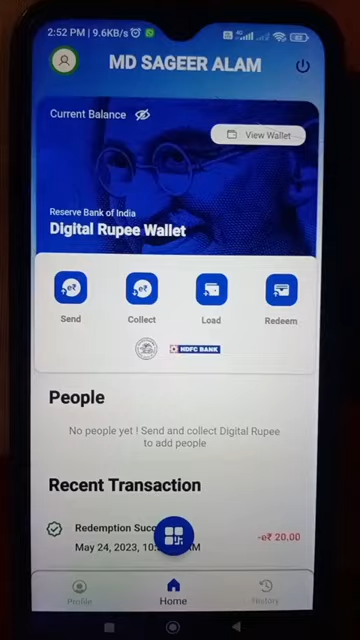 2:52 PM | 9.6KB/s
MD SAGEER ALAM
Current Balance
View Wallet
Reserve Bank of India
Digital Rupee Wallet
Send
Collect
Load
Redeem
HDFC BANK
People
No people yet ! Send and collect Digital Rupee
to add people
Recent Transaction
Redemption Succ
-e₹ 20.00
May 24, 2023, 10:
Profile
Home
History